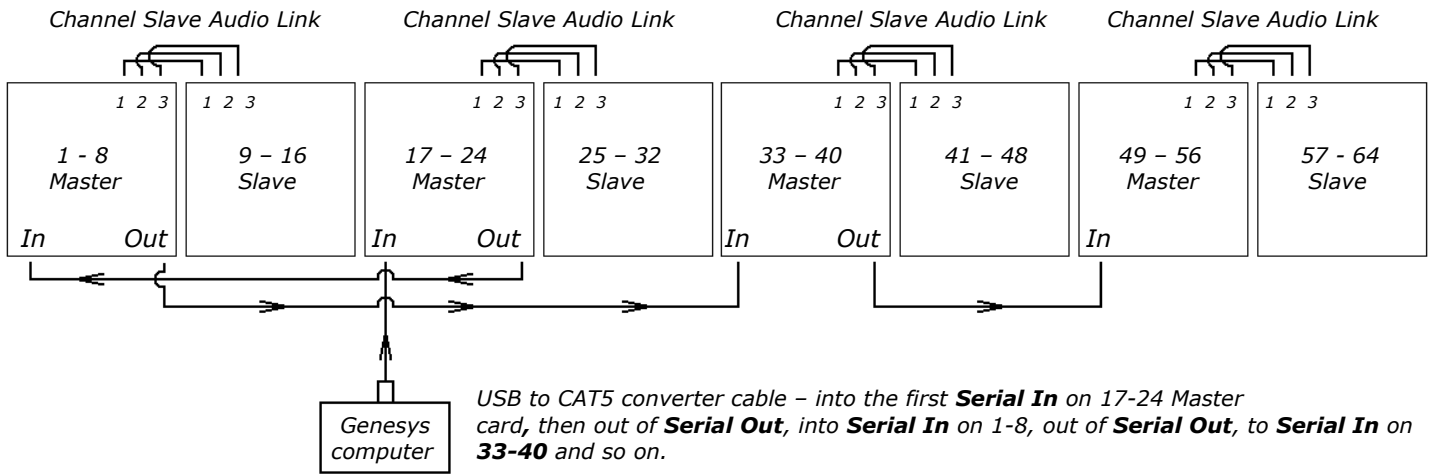 Channel Slave Audio Link Channel Slave Audio Link Channel Slave Audio Link Channel Slave Audio Link
1 2 3 1 2 3 1 2 3 1 2 3 1 2 3 1 2 3 1 2 3 1 2 3
1 - 8 9 – 16 17 – 24 25 – 32 33 – 40 41 – 48 49 – 56 57 - 64
Master Slave Master Slave Master Slave Master Slave
In Out In Out In Out In
USB to CAT5 converter cable – into the first Serial In on 17-24 Master
card, then out of Serial Out, into Serial In on 1-8, out of Serial Out, to Serial In on
33-40 and so on.
Genesys
computer